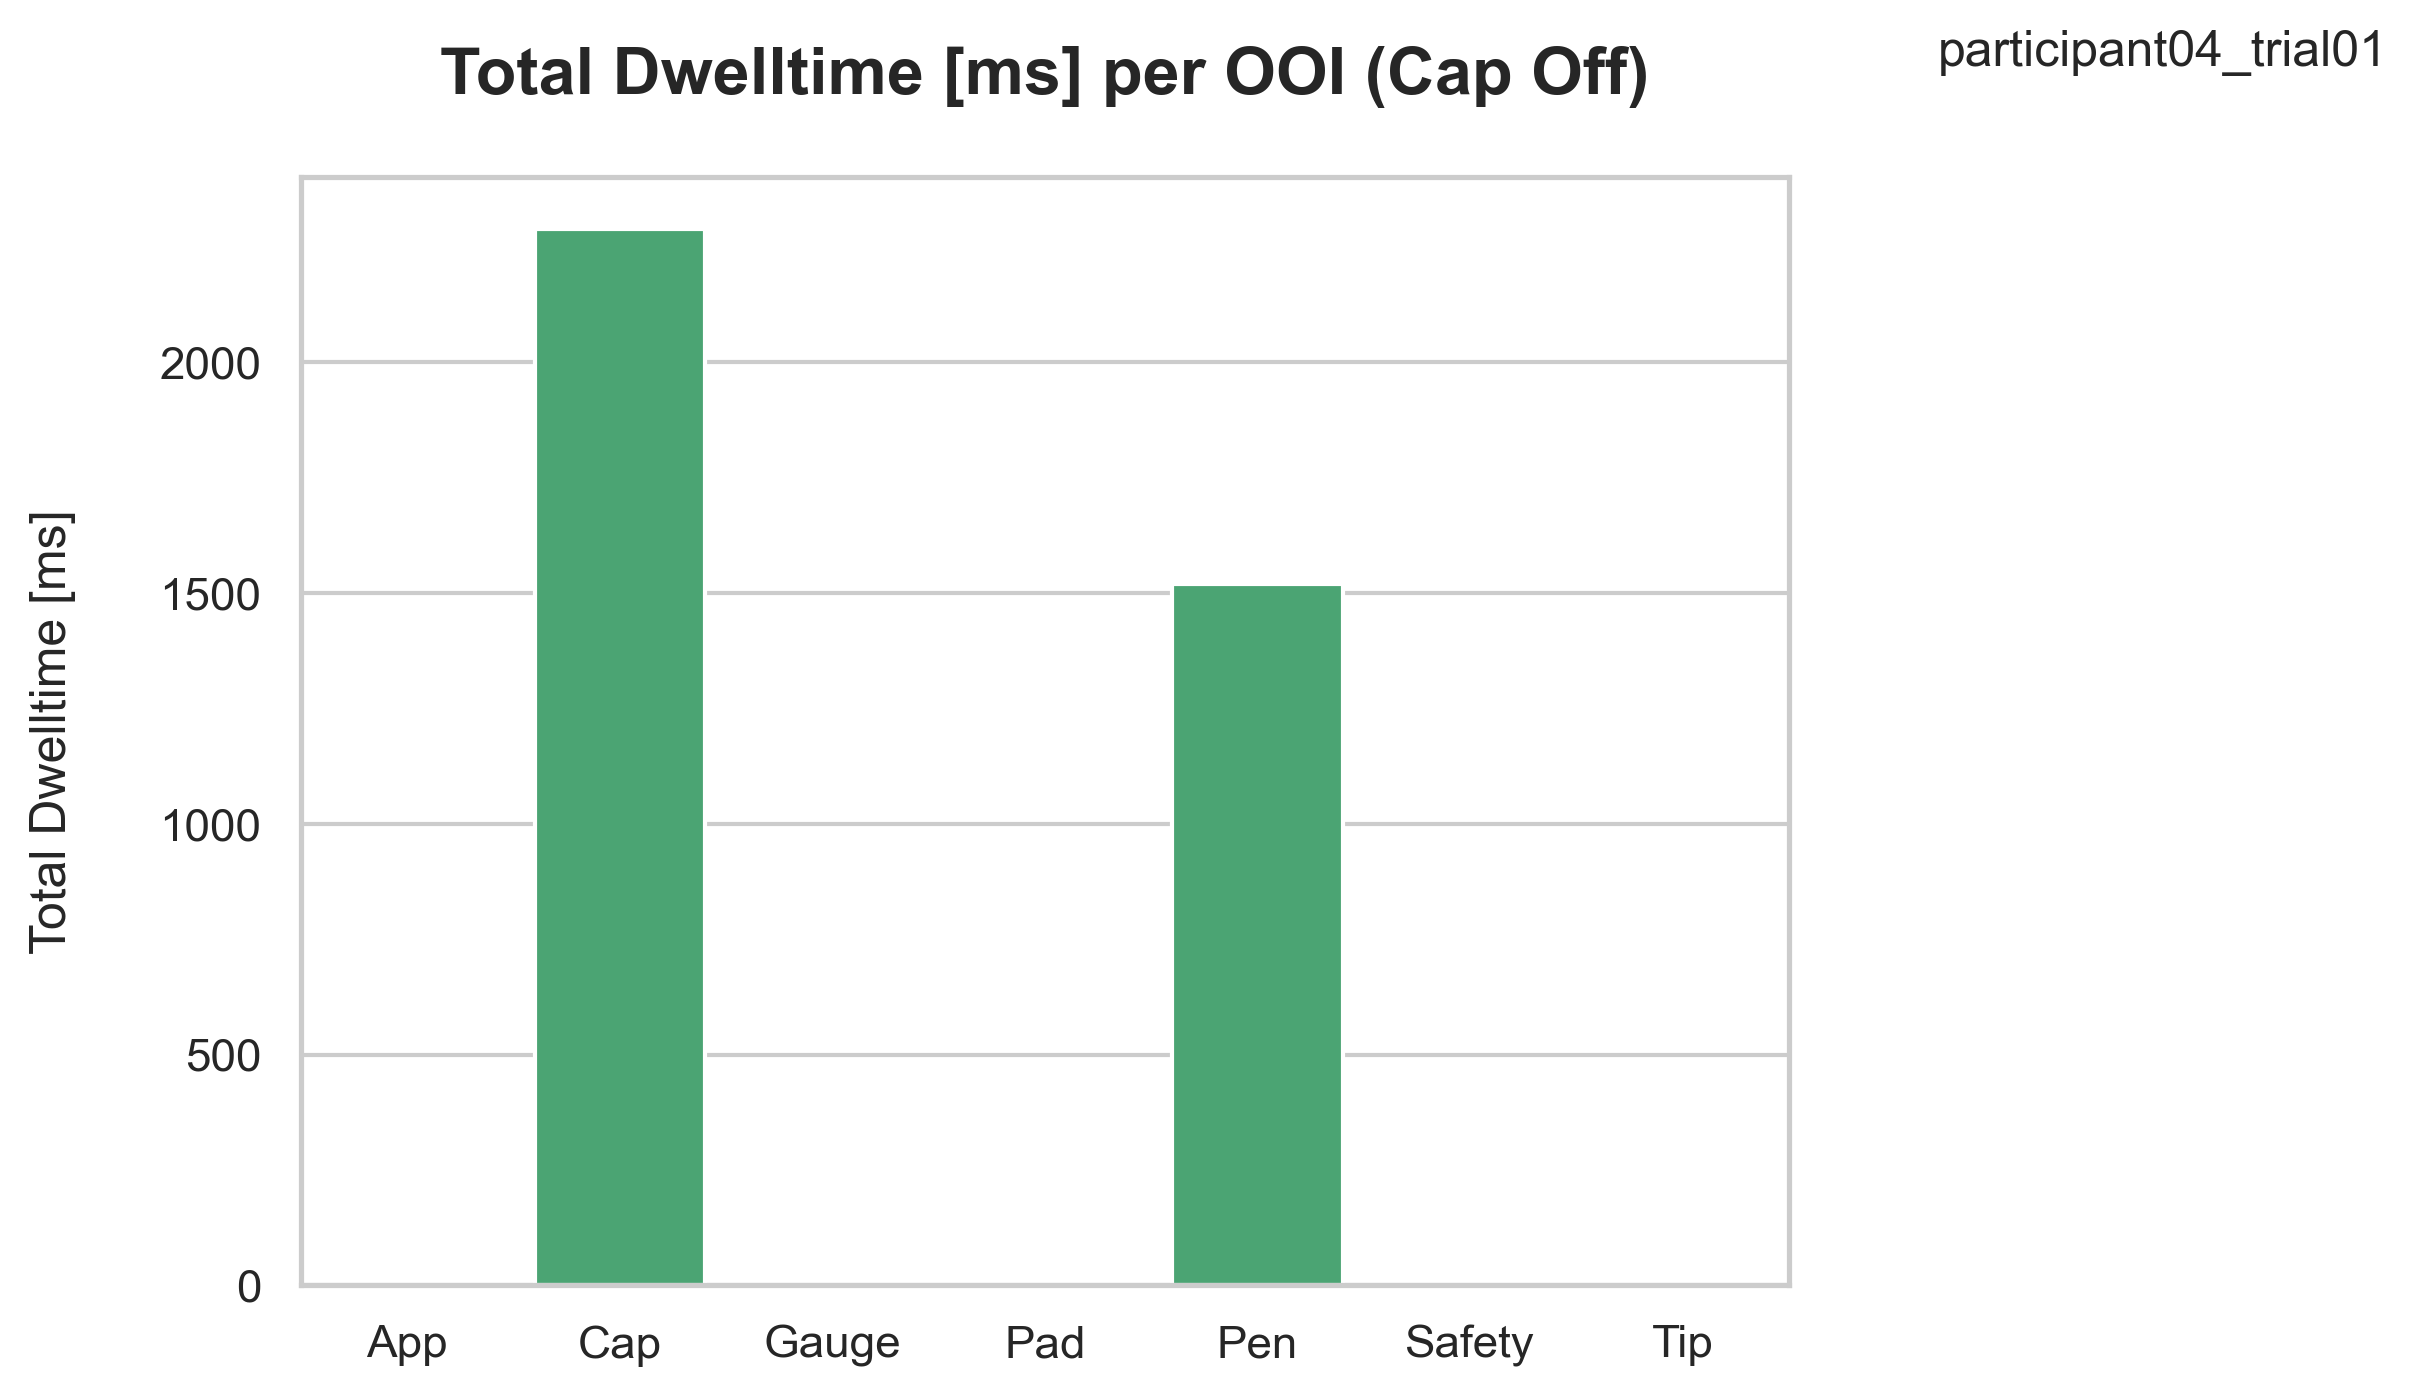 participant04_trial01
Total Dwelltime [ms] per OOI (Cap Off)
Total Dwelltime [ms]
2000
1500
1000
500
0
App Cap Gauge Pad Pen Safety Tip